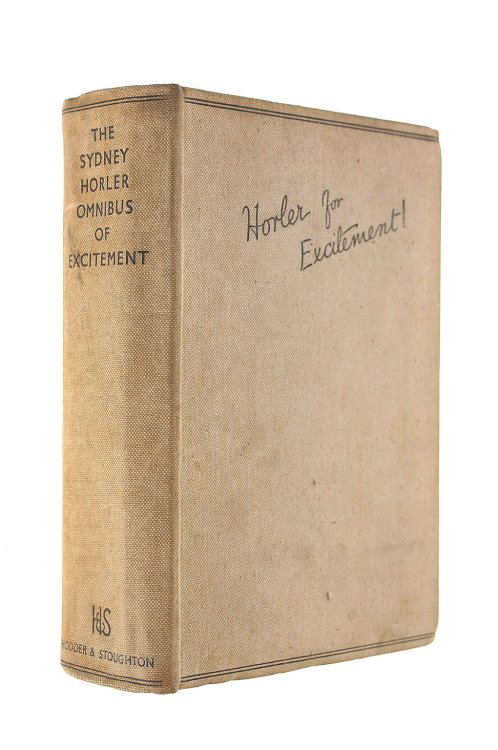 THE
SYDNEY
HORLER
OMNIBUS
OF
EXCITEMENT
H&S
HODDER & STOUGHTON
Horler for
Excitement!